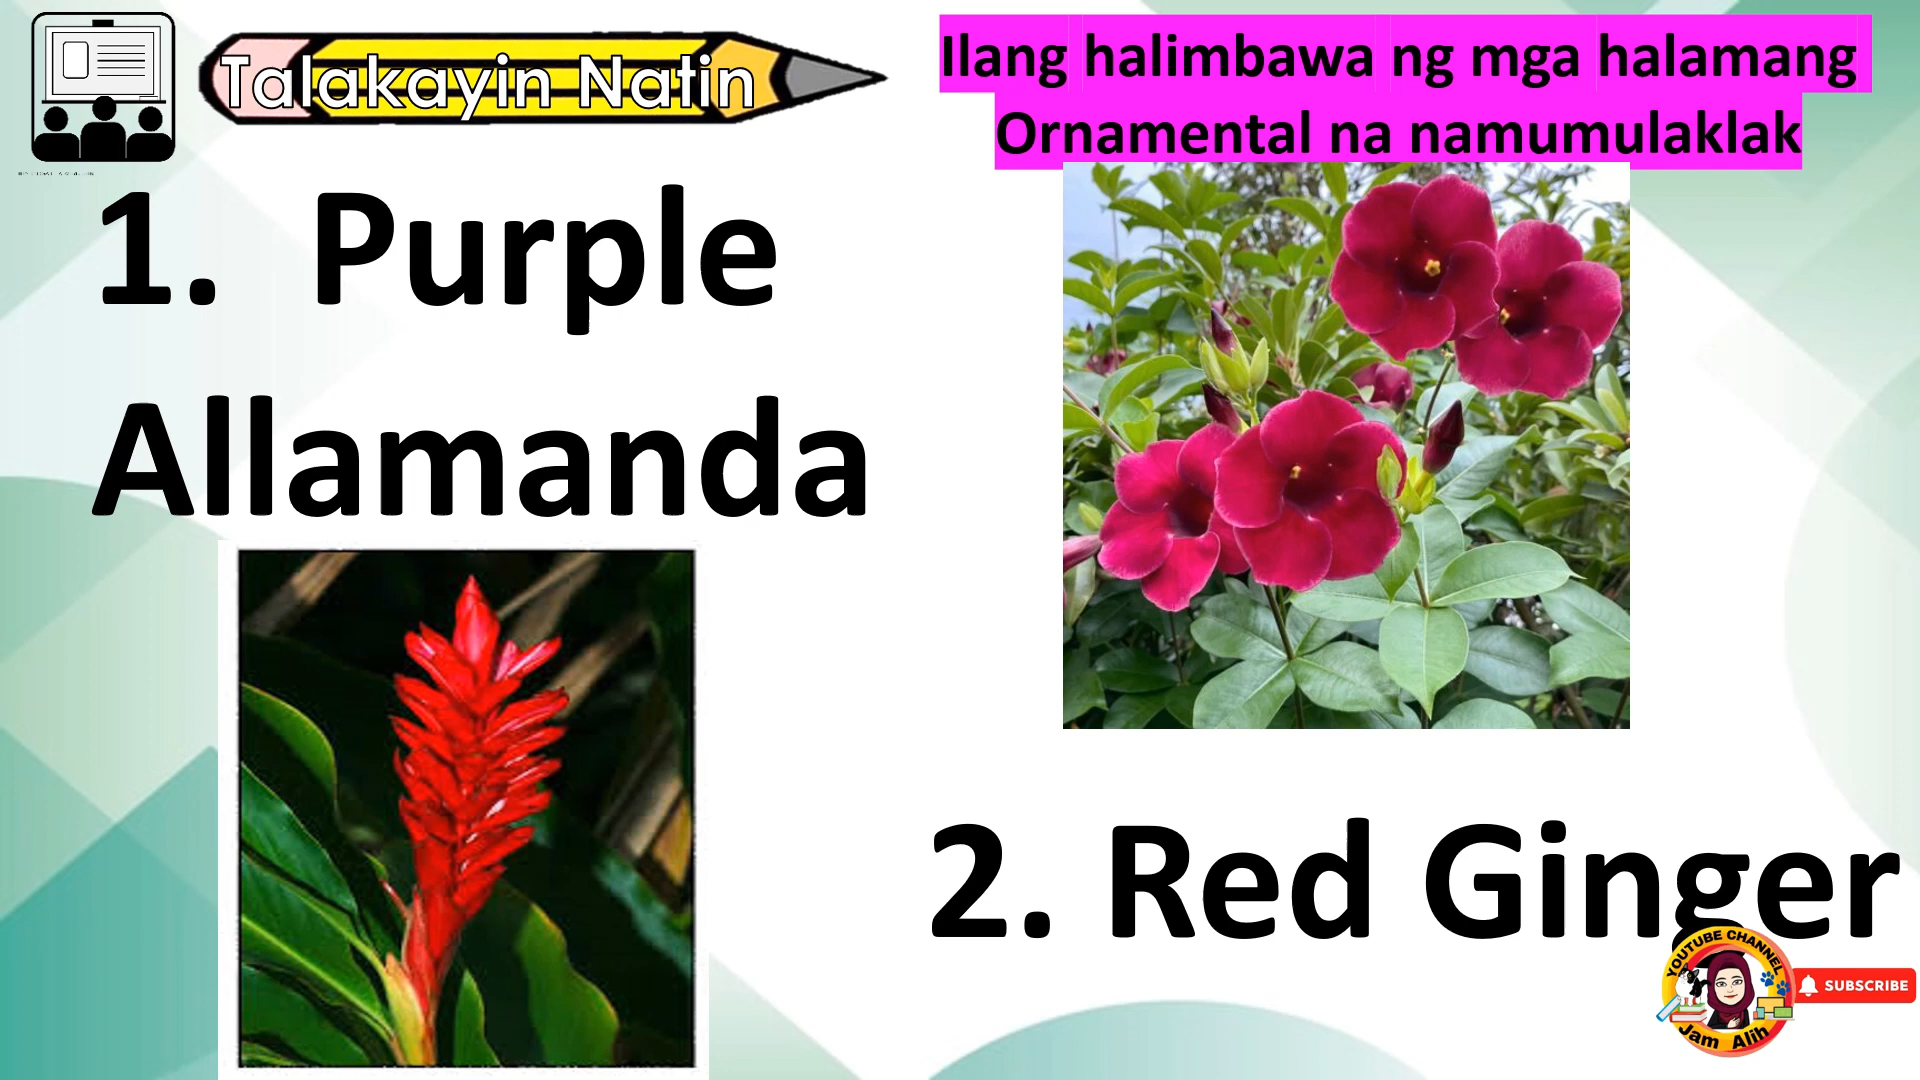 Talakayin Natin
Ilang halimbawa ng mga halamang
Ornamental na namumulaklak
1. Purple
Allamanda
2. Red Ginger
YOUTUBE CHANNEL
Jam Alih
SUBSCRIBE